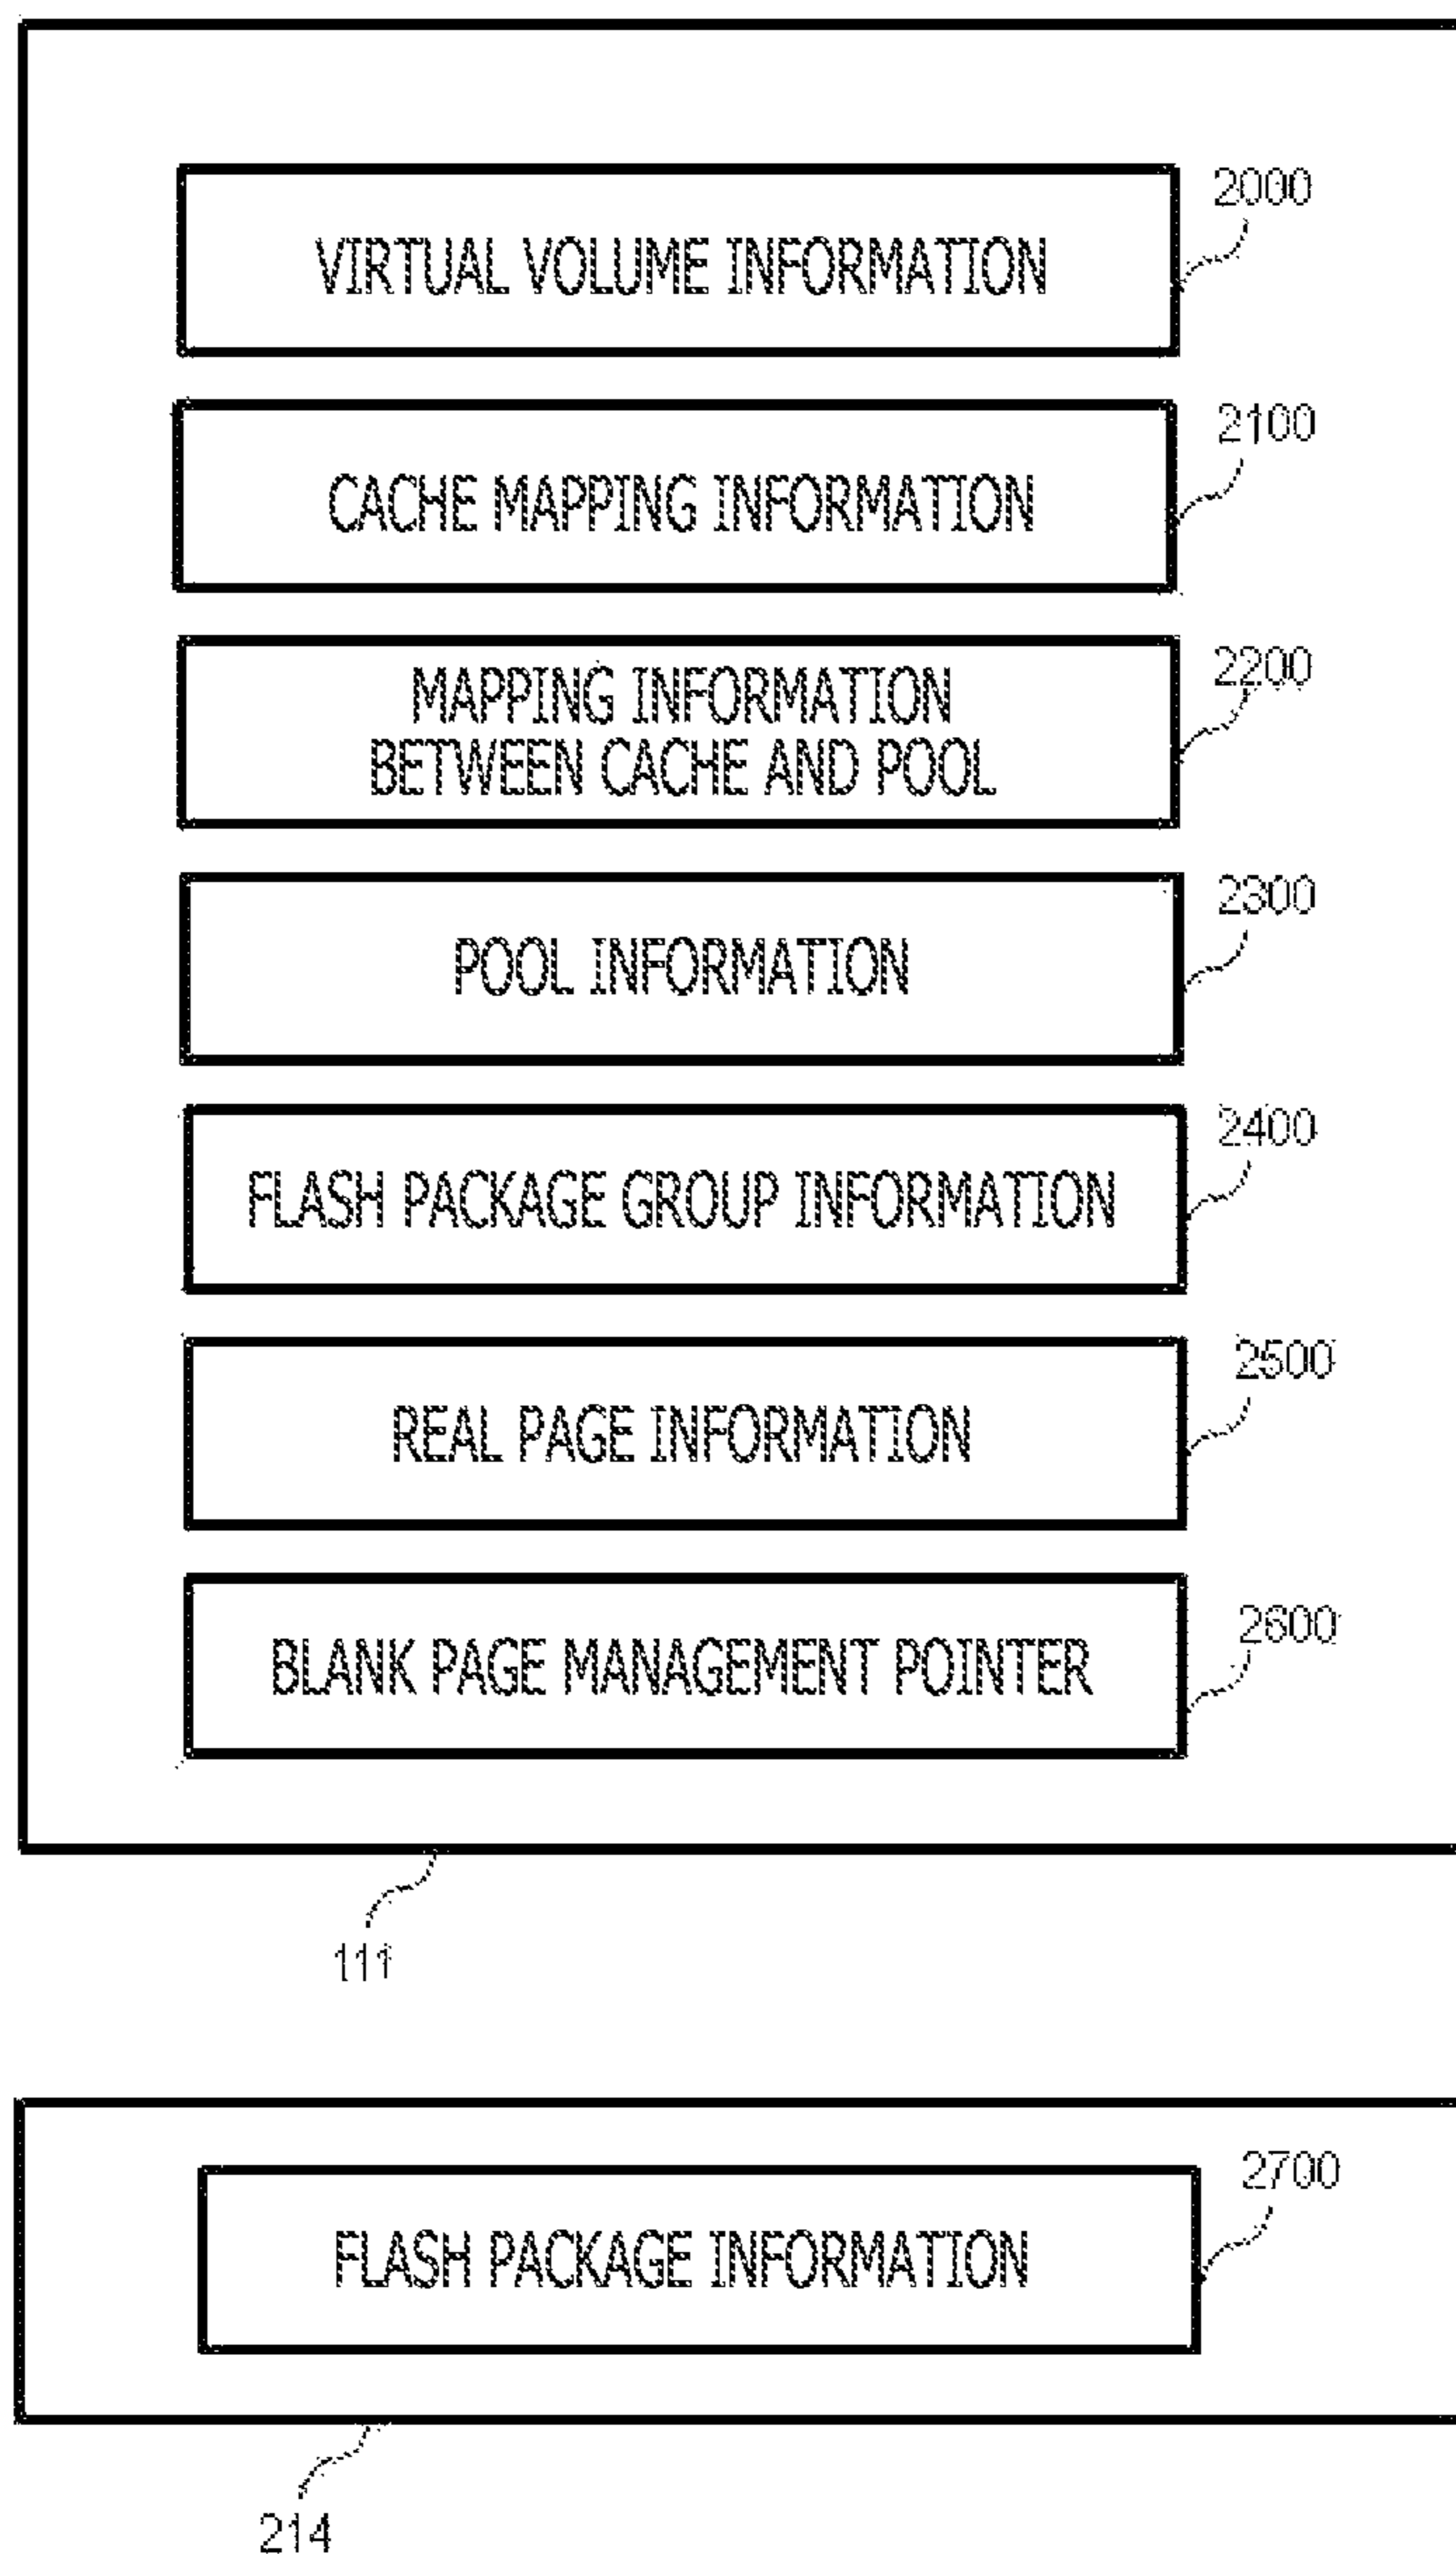 2000
VIRTUAL VOLUME INFORMATION
2100
CACHE MAPPING INFORMATION
2200
MAPPING INFORMATION
BETWEEN CACHE AND POOL
2300
POOL INFORMATION
2400
FLASH PACKAGE GROUP INFORMATION
2500
REAL PAGE INFORMATION
2600
BLANK PAGE MANAGEMENT POINTER
111
2700
FLASH PACKAGE INFORMATION
214